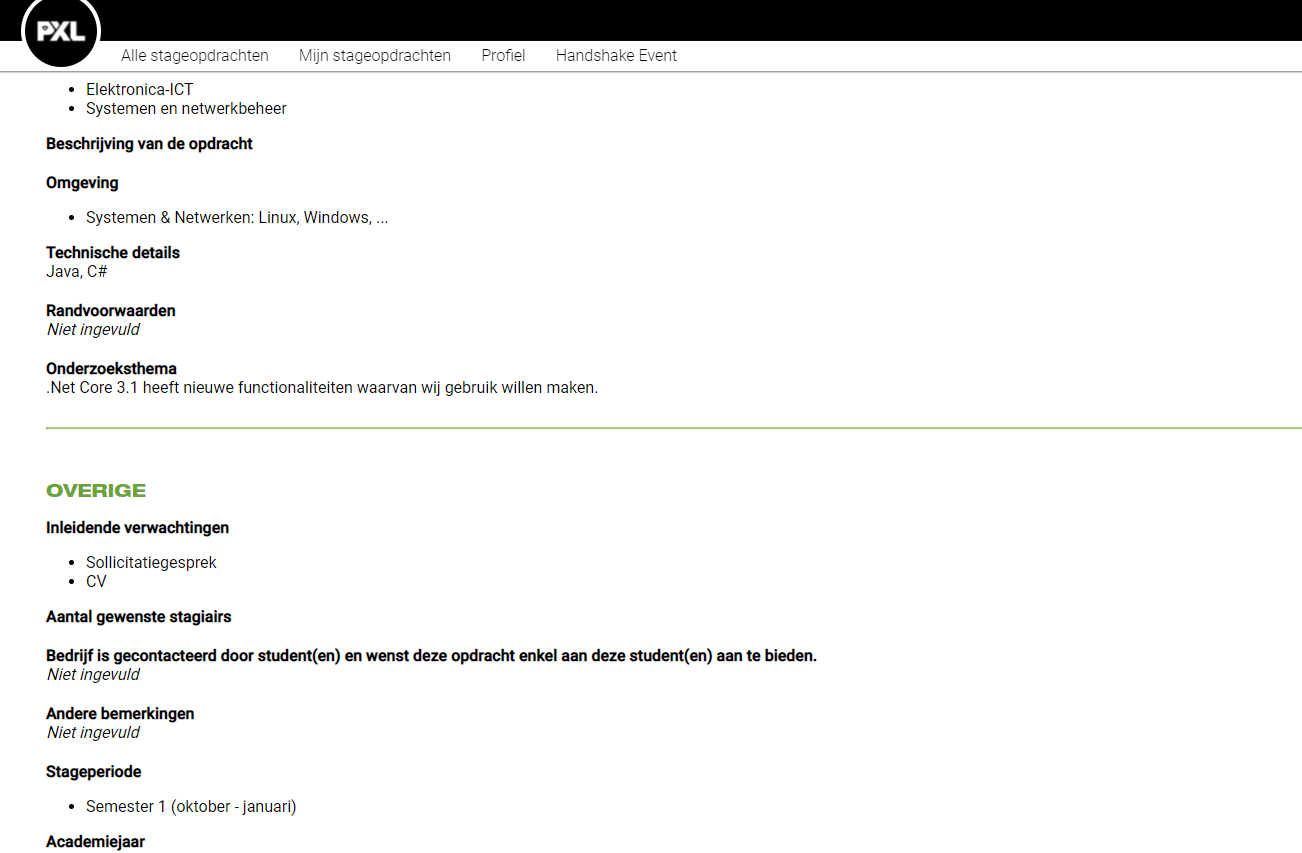 PXL
Alle stageopdrachten Mijn stageopdrachten Profiel Handshake Event
• Elektronica-ICT
• Systemen en netwerkbeheer
Beschrijving van de opdracht
Omgeving
• Systemen & Netwerken: Linux, Windows, ...
Technische details
Java, C#
Randvoorwaarden
Niet ingevuld
Onderzoeksthema
.Net Core 3.1 heeft nieuwe functionaliteiten waarvan wij gebruik willen maken.
OVERIGE
Inleidende verwachtingen
• Sollicitatiegesprek
• CV
Aantal gewenste stagiairs
Bedrijf is gecontacteerd door student(en) en wenst deze opdracht enkel aan deze student(en) aan te bieden.
Niet ingevuld
Andere bemerkingen
Niet ingevuld
Stageperiode
• Semester 1 (oktober - januari)
Academiejaar